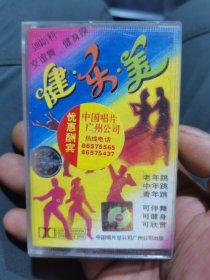 迪斯科 健身操
交谊舞
健·乐·美
优惠酬宾
中国唱片
广州公司
热线电话
86575565
86575437
老年跳
中年跳
青年跳
可伴舞
可健身
可欣赏
中国唱片总公司广州公司出版